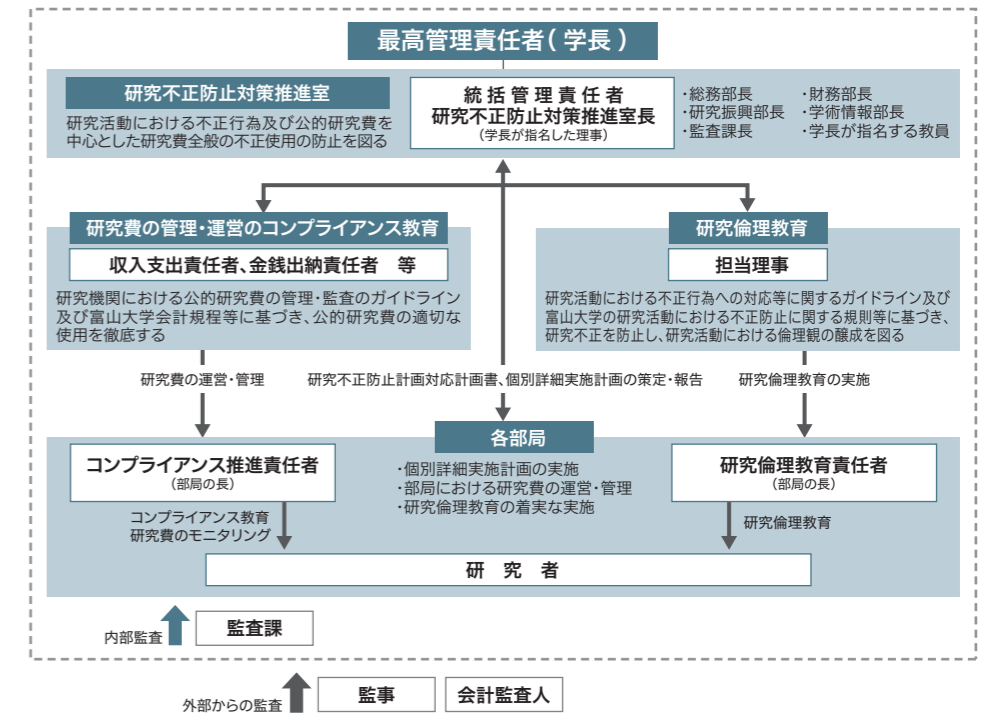 最高管理責任者( 学長 )
研究不正防止対策推進室
研究活動における不正行為及び公的研究費を
中心とした研究費全般の不正使用の防止を図る
統括管理責任者
研究不正防止対策推進室長
(学長が指名した理事)
・総務部長
・研究振興部長
・監査課長
・財務部長
・学術情報部長
・学長が指名する教員
研究費の管理・運営のコンプライアンス教育
収入支出責任者、金銭出納責任者 等
研究機関における公的研究費の管理・監査のガイドライン
及び富山大学会計規程等に基づき、公的研究費の適切な
使用を徹底する
研究倫理教育
担当理事
研究活動における不正行為への対応等に関するガイドライン及び
富山大学の研究活動における不正防止に関する規則等に基づき、
研究不正を防止し、研究活動における倫理観の醸成を図る
研究費の運営・管理
研究不正防止計画対応計画書、個別詳細実施計画の策定・報告
研究倫理教育の実施
各部局
・個別詳細実施計画の実施
・部局における研究費の運営・管理
・研究倫理教育の着実な実施
コンプライアンス推進責任者
(部局の長)
コンプライアンス教育
研究費のモニタリング
研究倫理教育責任者
(部局の長)
研究倫理教育
研 究 者
内部監査
監査課
外部からの監査
監事
会計監査人